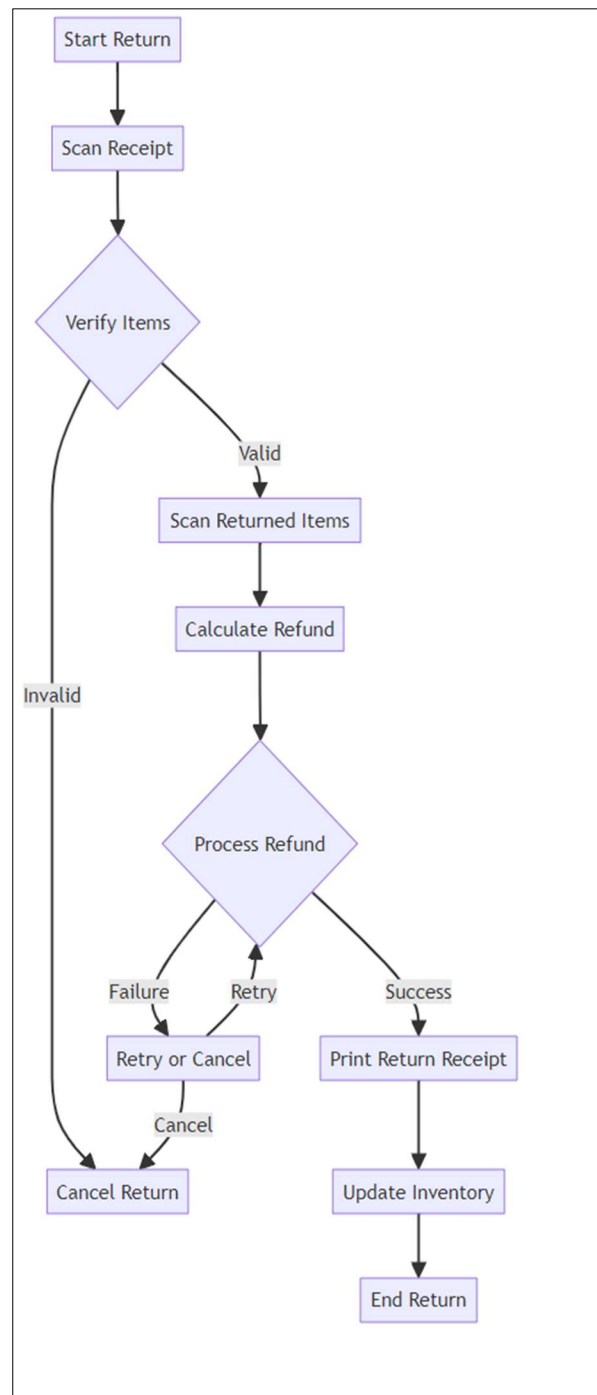 Start Return
Scan Receipt
Verify Items
Valid
Scan Returned Items
Calculate Refund
Invalid
Process Refund
Failure
Retry
Success
Retry or Cancel
Print Return Receipt
Cancel
Cancel Return
Update Inventory
End Return